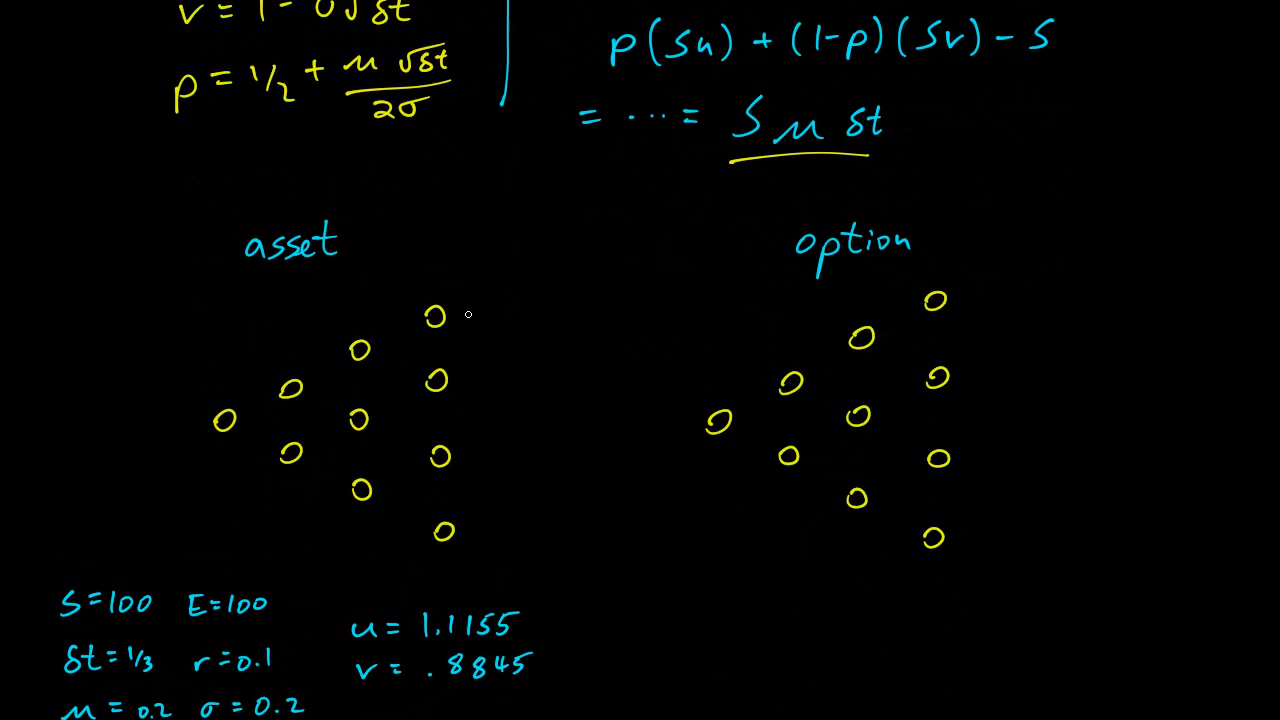 v = 1 - σ√δt
p = 1/2 + μ√δt / 2σ
p(Su) + (1-p)(Sv) - S
= ... = S μ δt
asset
option
S=100 E=100
δt=1/3 r=0.1
μ=0.2 σ=0.2
u= 1.1155
v= .8845